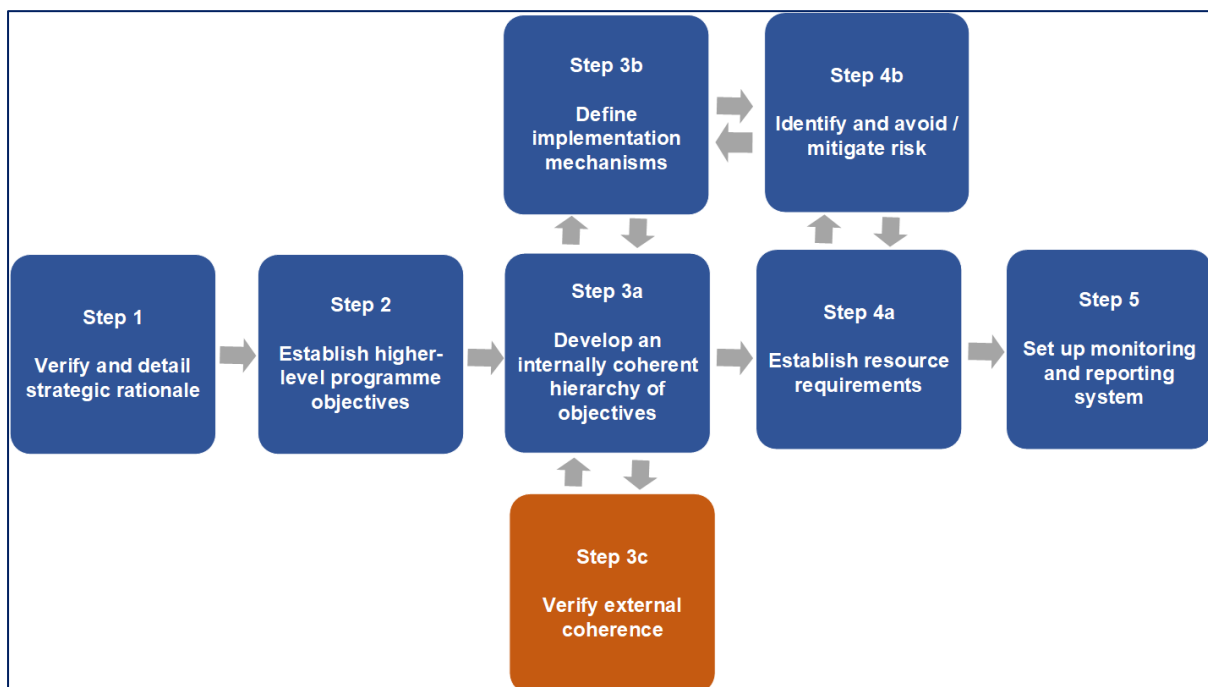 Step 3b
Define
implementation
mechanisms
Step 4b
Identify and avoid /
mitigate risk
Step 1
Verify and detail
strategic rationale
Step 2
Establish higher-
level programme
objectives
Step 3a
Develop an
internally coherent
hierarchy of
objectives
Step 4a
Establish resource
requirements
Step 5
Set up monitoring
and reporting
system
Step 3c
Verify external
coherence